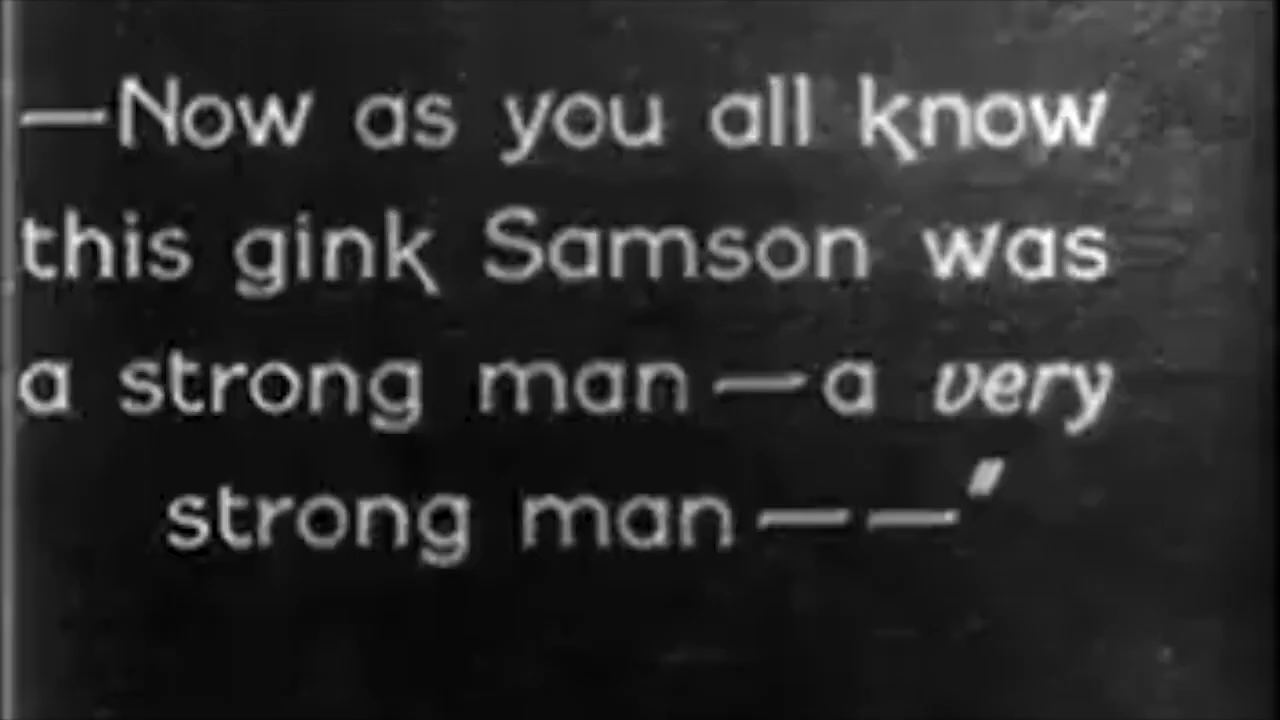 —Now as you all know
this gink Samson was
a strong man—a very
strong man——"